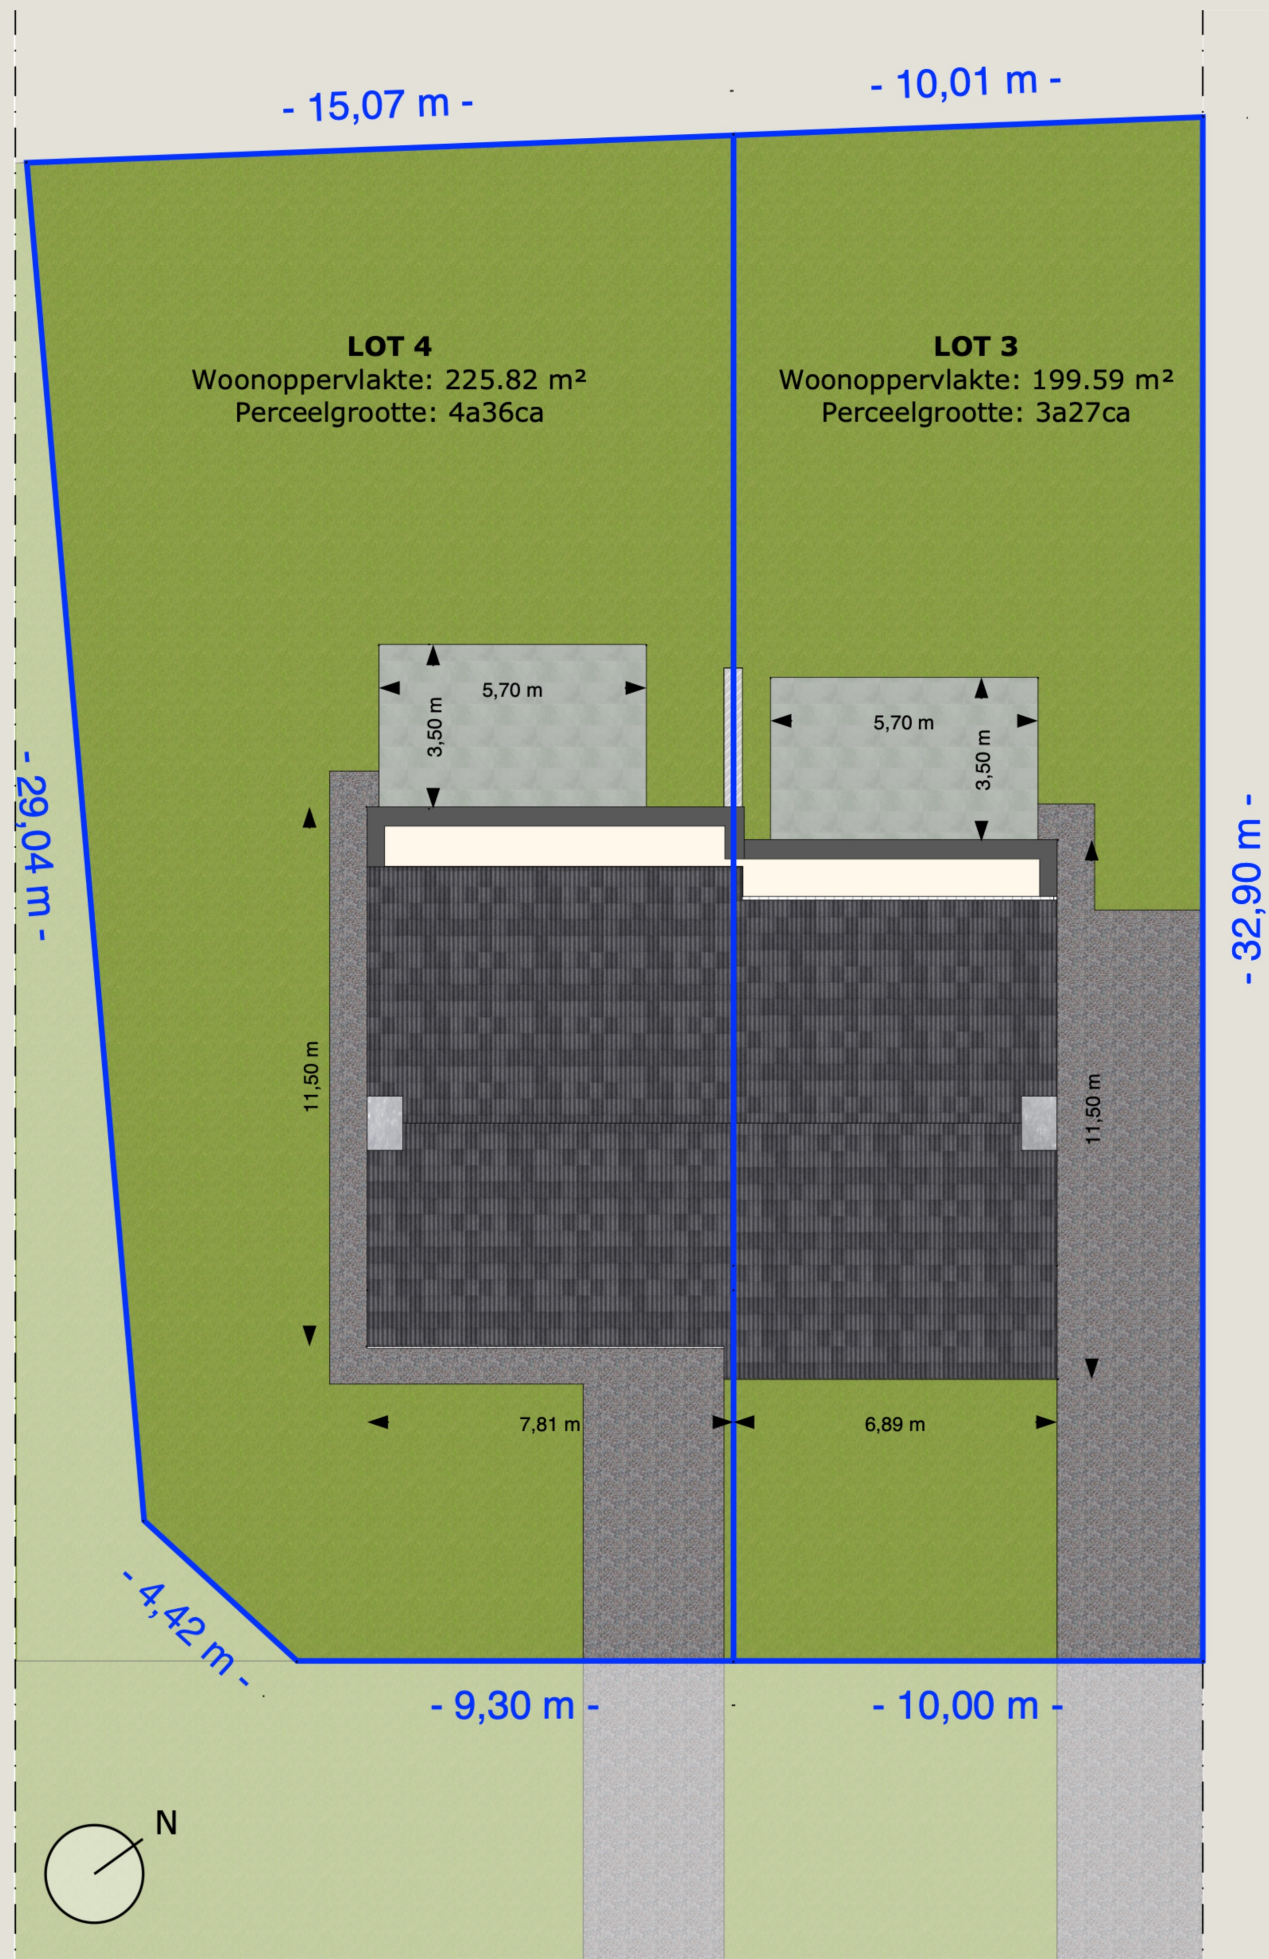 - 15,07 m -
- 10,01 m -
LOT 4
Woonoppervlakte: 225.82 m²
Perceelgrootte: 4a36ca
LOT 3
Woonoppervlakte: 199.59 m²
Perceelgrootte: 3a27ca
5,70 m
3,50 m
5,70 m
3,50 m
- 29,04 m -
- 32,90 m -
11,50 m
11,50 m
7,81 m
6,89 m
- 4,42 m -
- 9,30 m -
- 10,00 m -
N